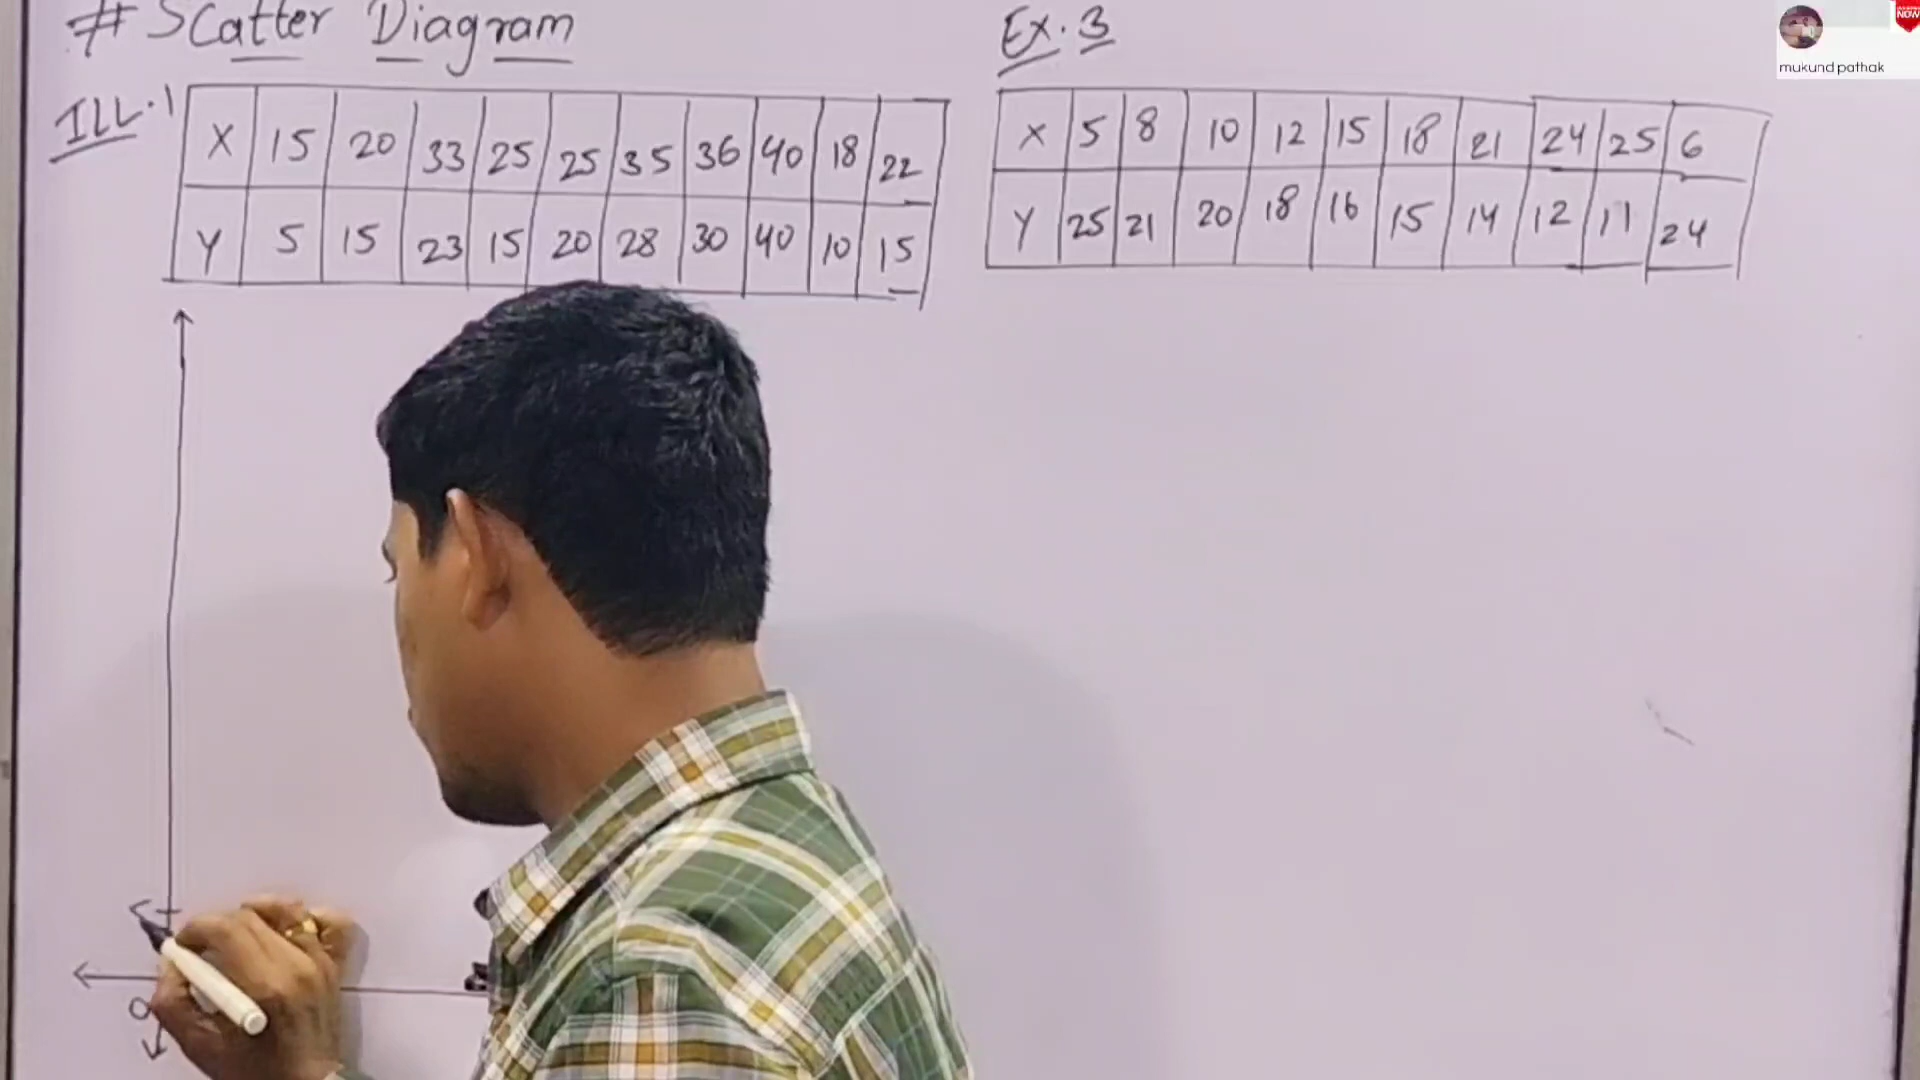 # Scatter Diagram
ILL.1
X 15 20 33 25 25 35 36 40 18 22
Y 5 15 23 15 20 28 30 40 10 15
Ex. 3
X 5 8 10 12 15 18 21 24 25 6
Y 25 21 20 18 16 15 14 12 11 24
0
mukund pathak
NOW